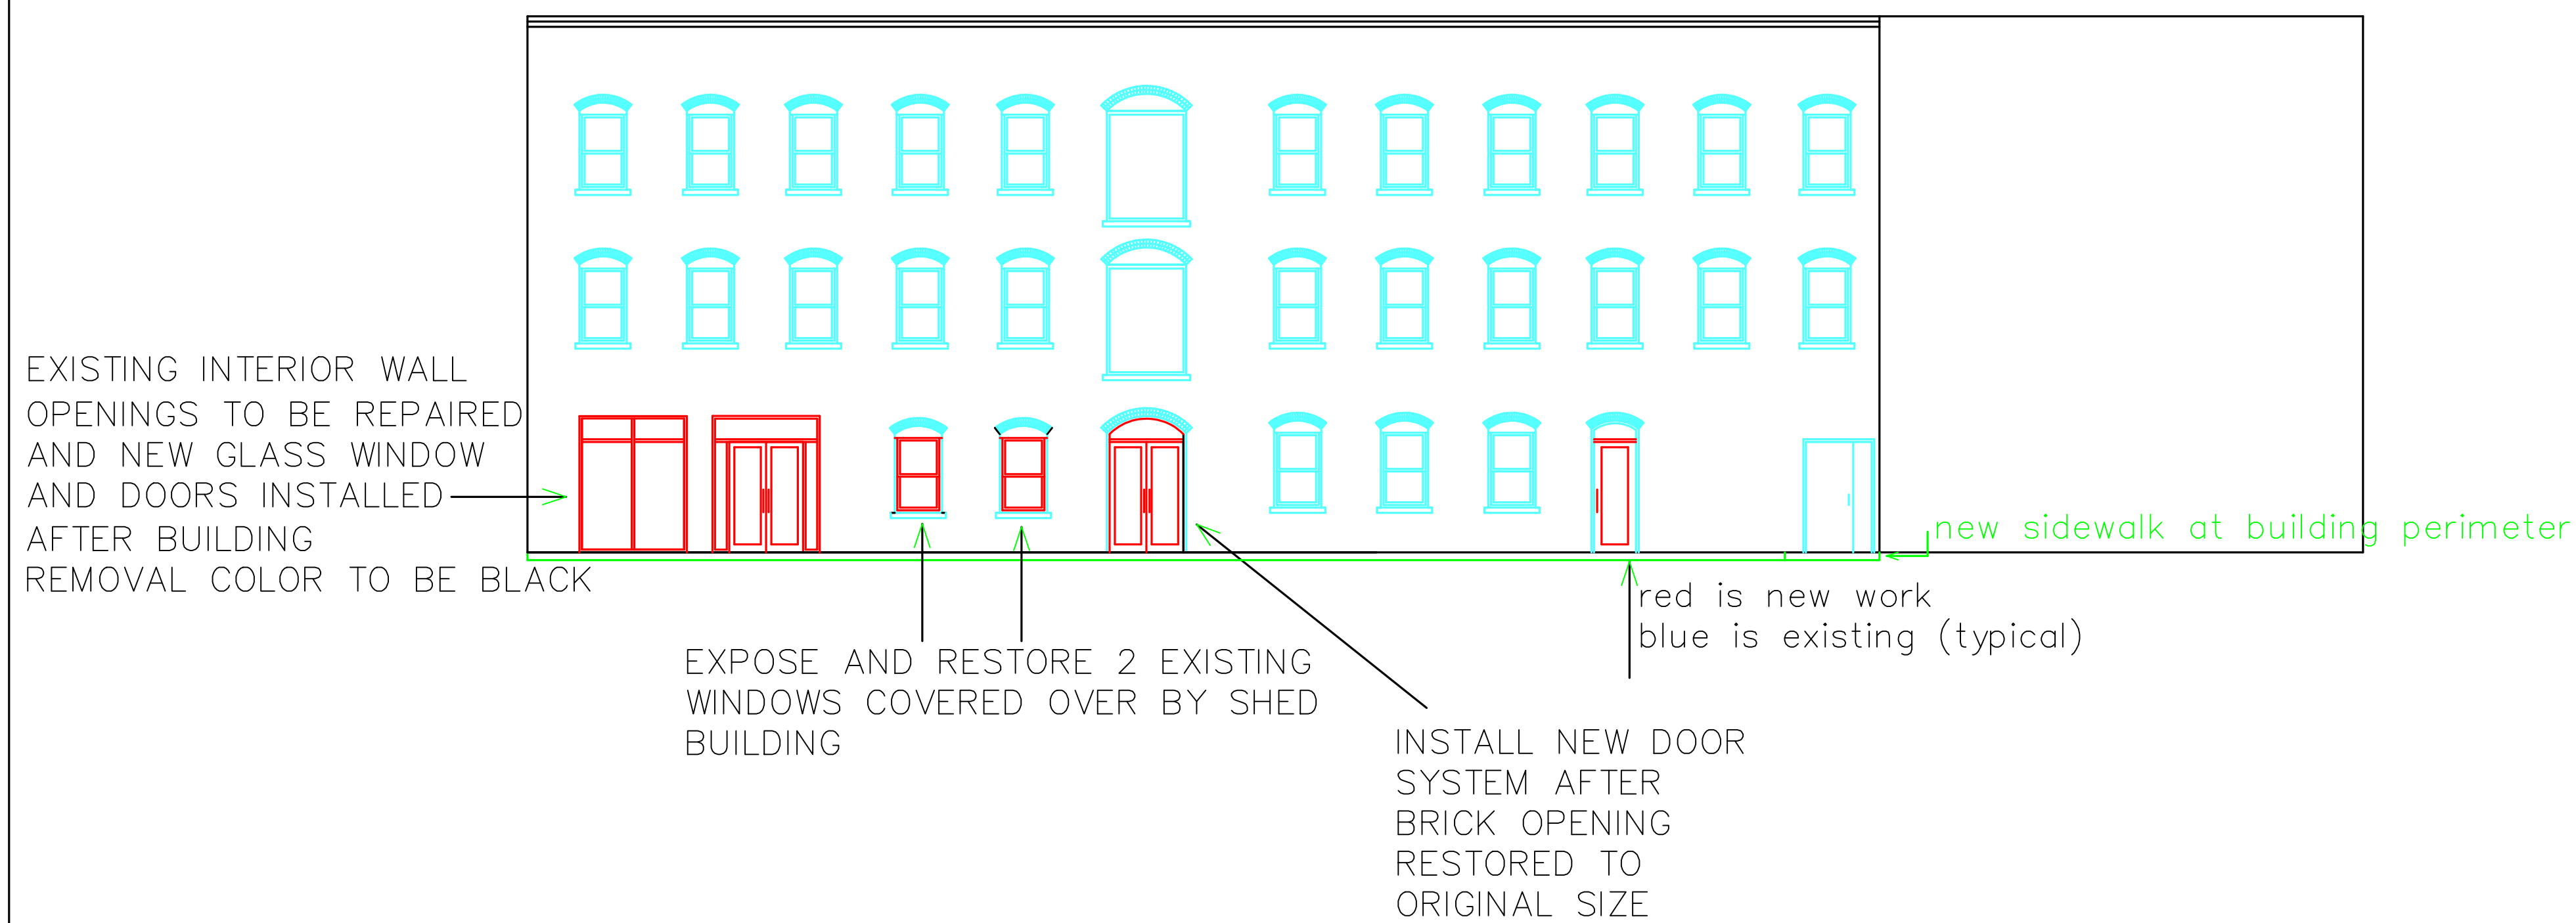 EXISTING INTERIOR WALL
OPENINGS TO BE REPAIRED
AND NEW GLASS WINDOW
AND DOORS INSTALLED
AFTER BUILDING
REMOVAL COLOR TO BE BLACK
new sidewalk at building perimeter
red is new work
blue is existing (typical)
EXPOSE AND RESTORE 2 EXISTING
WINDOWS COVERED OVER BY SHED
BUILDING
INSTALL NEW DOOR
SYSTEM AFTER
BRICK OPENING
RESTORED TO
ORIGINAL SIZE